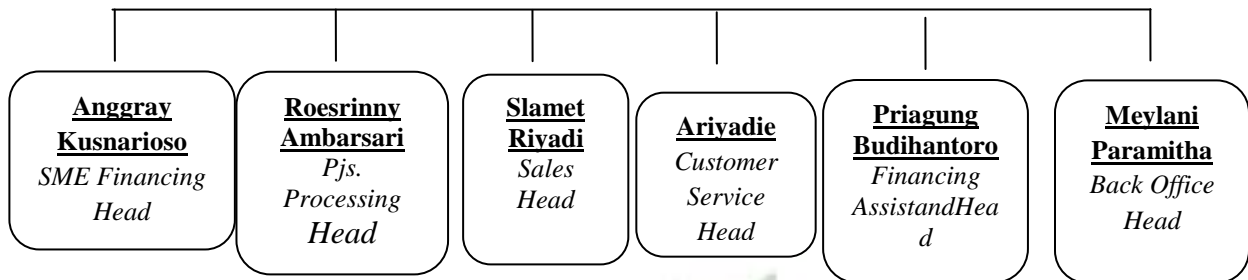 Anggray
Kusnarioso
SME Financing
Head
Roesrinny
Ambarsari
Pjs.
Processing
Head
Slamet
Riyadi
Sales
Head
Ariyadie
Customer
Service
Head
Priagung
Budihantoro
Financing
AssistandHea
d
Meylani
Paramitha
Back Office
Head